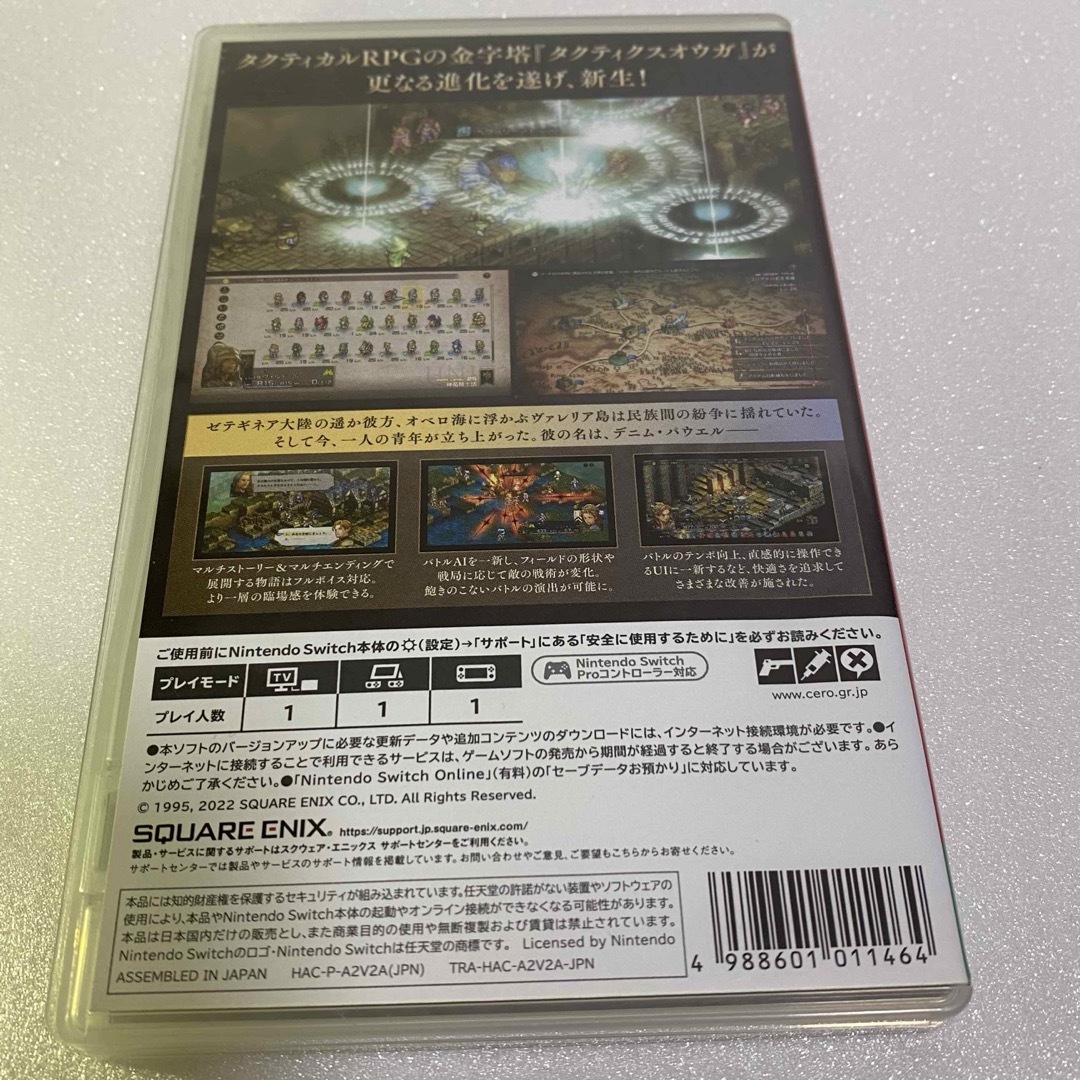 タクティカルRPGの金字塔『タクティクスオウガ』が
更なる進化を遂げ、新生！
ゼテギネア大陸の遥か彼方、オベロ海に浮かぶヴァレリア島は民族間の紛争に揺れていた。
そして今、一人の青年が立ち上がった。彼の名は、デニム・パウエル――
マルチストーリー＆マルチエンディングで
展開する物語はフルボイス対応。
より一層の臨場感を体験できる。
バトルAIを一新し、フィールドの形状や
戦局に応じて敵の戦術が変化。
飽きのこないバトルの演出が可能に。
バトルのテンポ向上、直感的に操作でき
るUIに一新するなど、快適さを追求して
さまざまな改善が施された。
ご使用前にNintendo Switch本体の(設定)→「サポート」にある「安全に使用するために」を必ずお読みください。
プレイモード TV
プレイ人数 1 1 1
Nintendo Switch
Proコントローラー対応
www.cero.gr.jp
●本ソフトのバージョンアップに必要な更新データや追加コンテンツのダウンロードには、インターネット接続環境が必要です。●イ
ンターネットに接続することで利用できるサービスは、ゲームソフトの発売から期間が経過すると終了する場合がございます。あら
かじめご了承ください。●「Nintendo Switch Online」(有料)の「セーブデータお預かり」に対応しています。
© 1995, 2022 SQUARE ENIX CO., LTD. All Rights Reserved.
SQUARE ENIX® https://support.jp.square-enix.com/
製品・サービスに関するサポートはスクウェア・エニックス サポートセンターをご利用ください。
サポートセンターでは製品やサービスのサポート情報を掲載しています。お問い合わせやご意見、ご要望もこちらからお寄せください。
本品には知的財産権を保護するセキュリティが組み込まれています。任天堂の許諾がない装置やソフトウェアの
使用により、本品やNintendo Switch本体の起動やオンライン接続ができなくなる可能性があります。
本品は日本国内だけの販売とし、また商業目的の使用や無断複製および賃貸は禁止されています。
Nintendo Switchのロゴ・Nintendo Switchは任天堂の商標です。 Licensed by Nintendo
ASSEMBLED IN JAPAN HAC-P-A2V2A(JPN) TRA-HAC-A2V2A-JPN
4 988601 011464